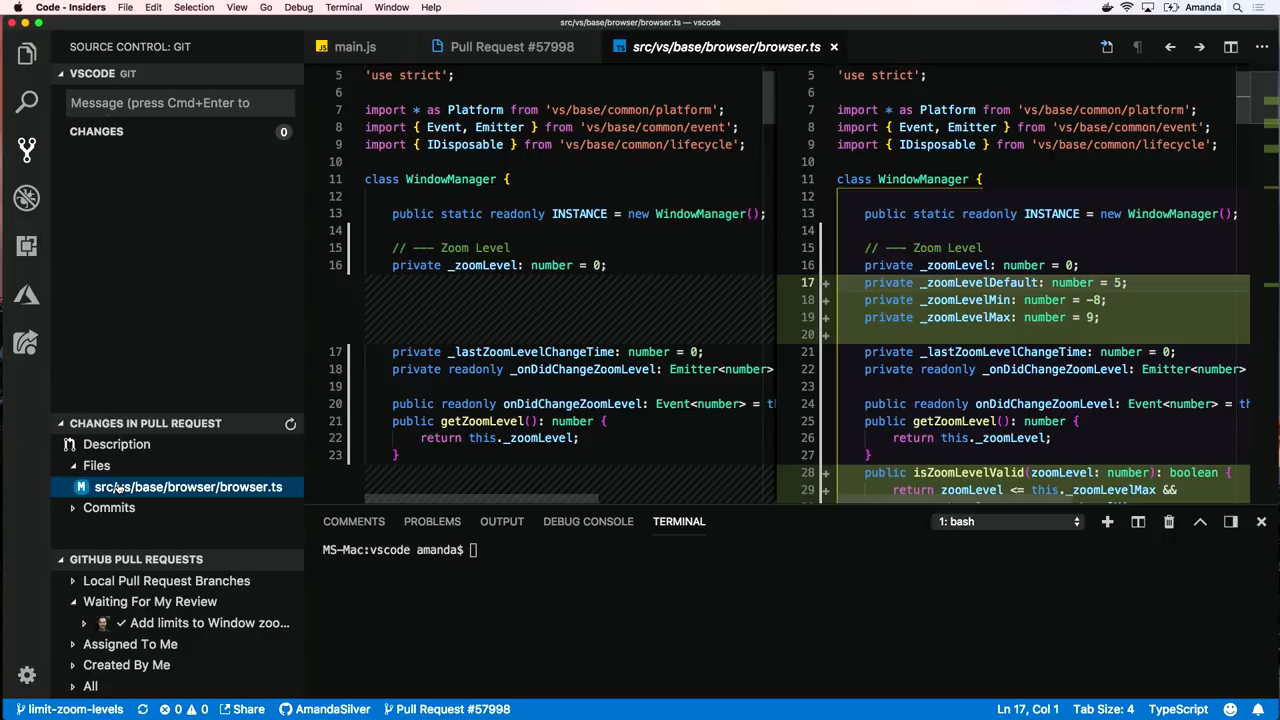 Code - Insiders File Edit Selection View Go Debug Terminal Window Help Amanda
src/vs/base/browser/browser.ts — vscode
SOURCE CONTROL: GIT
VSCODE GIT
Message (press Cmd+Enter to
CHANGES 0
CHANGES IN PULL REQUEST
Description
Files
M src/vs/base/browser/browser.ts
Commits
GITHUB PULL REQUESTS
Local Pull Request Branches
Waiting For My Review
✓ Add limits to Window zoo...
Assigned To Me
Created By Me
All
JS main.js Pull Request #57998 TS src/vs/base/browser/browser.ts
5 'use strict';
6
7 import * as Platform from 'vs/base/common/platform';
8 import { Event, Emitter } from 'vs/base/common/event';
9 import { IDisposable } from 'vs/base/common/lifecycle';
10
11 class WindowManager {
12
13 public static readonly INSTANCE = new WindowManager();
14
15 // --- Zoom Level
16 private _zoomLevel: number = 0;
17 private _lastZoomLevelChangeTime: number = 0;
18 private readonly _onDidChangeZoomLevel: Emitter<number>
19
20 public readonly onDidChangeZoomLevel: Event<number> = th
21 public getZoomLevel(): number {
22 return this._zoomLevel;
23 }
5 'use strict';
6
7 import * as Platform from 'vs/base/common/platform';
8 import { Event, Emitter } from 'vs/base/common/event';
9 import { IDisposable } from 'vs/base/common/lifecycle';
10
11 class WindowManager {
12
13 public static readonly INSTANCE = new WindowManager();
14
15 // --- Zoom Level
16 private _zoomLevel: number = 0;
17 + private _zoomLevelDefault: number = 5;
18 + private _zoomLevelMin: number = -8;
19 + private _zoomLevelMax: number = 9;
20 +
21 private _lastZoomLevelChangeTime: number = 0;
22 private readonly _onDidChangeZoomLevel: Emitter<number>
23
24 public readonly onDidChangeZoomLevel: Event<number> = th
25 public getZoomLevel(): number {
26 return this._zoomLevel;
27 }
28 + public isZoomLevelValid(zoomLevel: number): boolean {
29 + return zoomLevel <= this._zoomLevelMax &&
COMMENTS PROBLEMS OUTPUT DEBUG CONSOLE TERMINAL 1: bash
MS-Mac:vscode amanda$
limit-zoom-levels 0 0 Share AmandaSilver Pull Request #57998 Ln 17, Col 1 Tab Size: 4 TypeScript